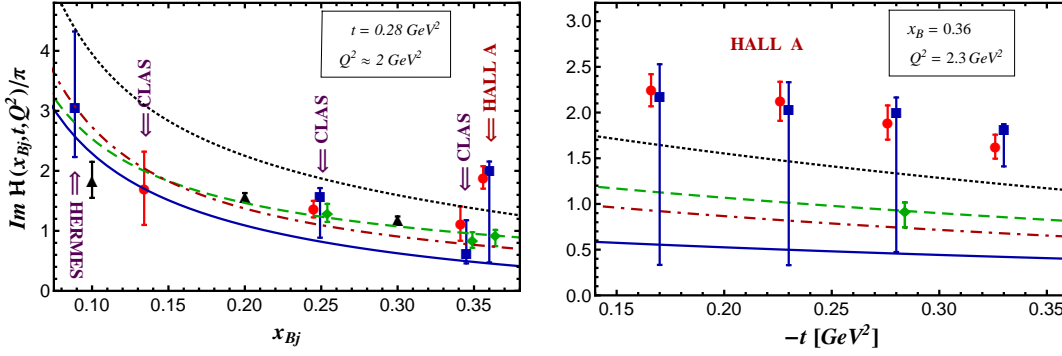 Im ℍ(x_Bj,t,Q²)/π
4
3
2
1
0
t = 0.28 GeV²
Q² ≈ 2 GeV²
⇑ HERMES
⇐ CLAS
⇐ CLAS
⇐ CLAS
⇐ HALL A
0.10 0.15 0.20 0.25 0.30 0.35
x_Bj
3.0
2.5
2.0
1.5
1.0
0.5
0.0
HALL A
x_B = 0.36
Q² = 2.3 GeV²
0.15 0.20 0.25 0.30 0.35
−t [GeV²]